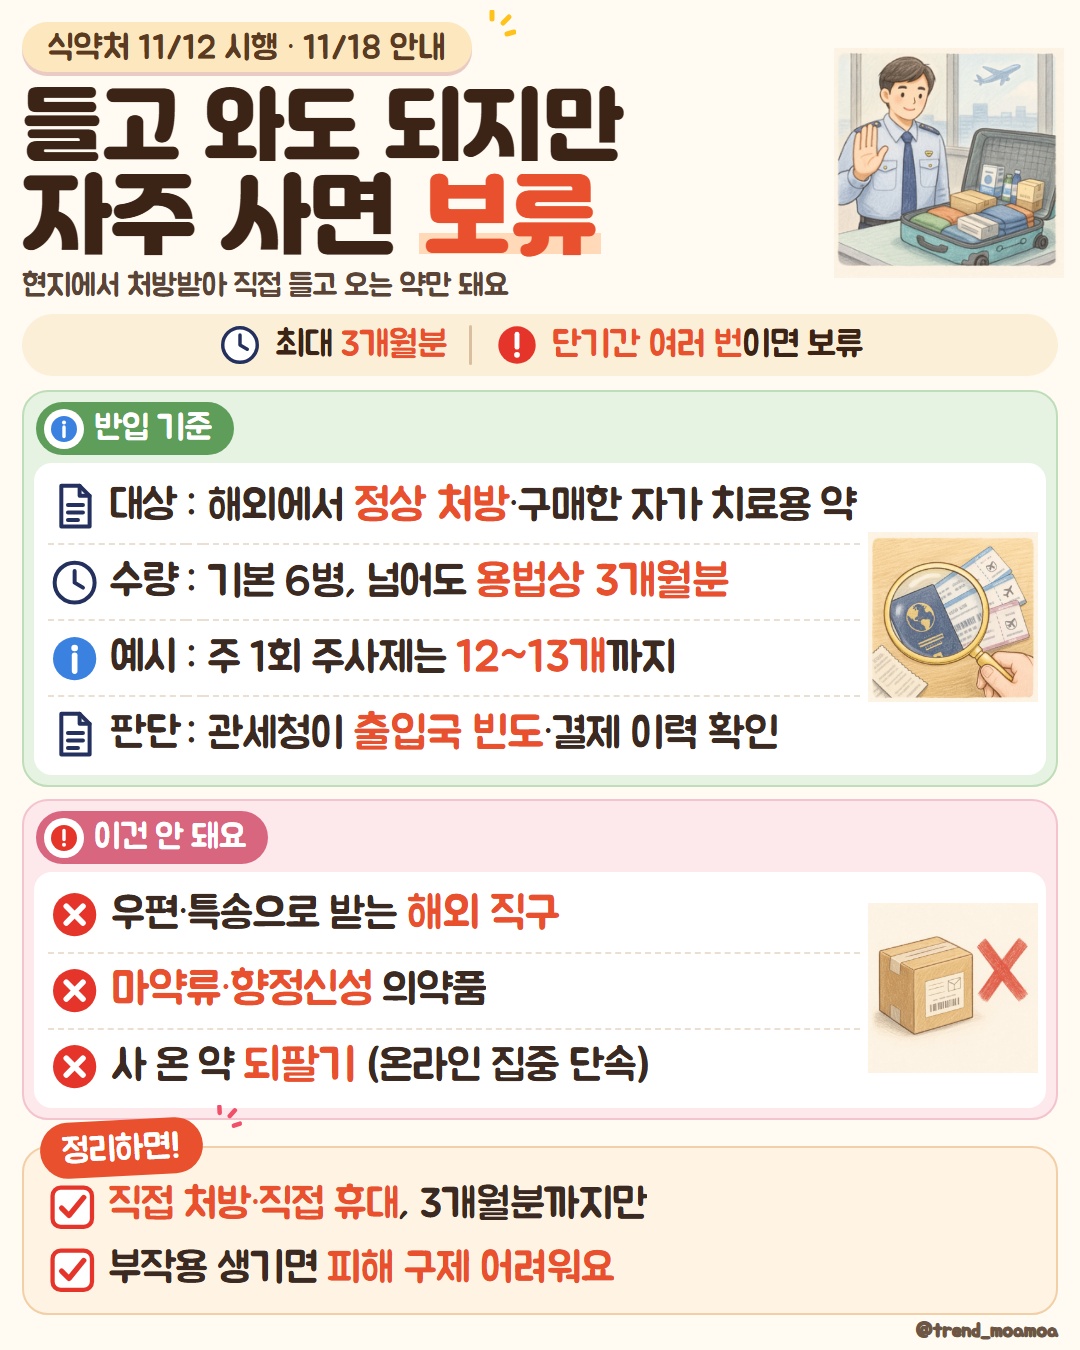 식약처 11/12 시행 · 11/18 안내
들고 와도 되지만
자주 사면 보류
현지에서 처방받아 직접 들고 오는 약만 돼요
최대 3개월분
단기간 여러 번이면 보류
반입 기준
대상 : 해외에서 정상 처방·구매한 자가 치료용 약
수량 : 기본 6병, 넘어도 용법상 3개월분
예시 : 주 1회 주사제는 12~13개까지
판단 : 관세청이 출입국 빈도·결제 이력 확인
이건 안 돼요
우편·특송으로 받는 해외 직구
마약류·향정신성 의약품
사 온 약 되팔기 (온라인 집중 단속)
정리하면!
직접 처방·직접 휴대, 3개월분까지만
부작용 생기면 피해 구제 어려워요
@trend_moamoa